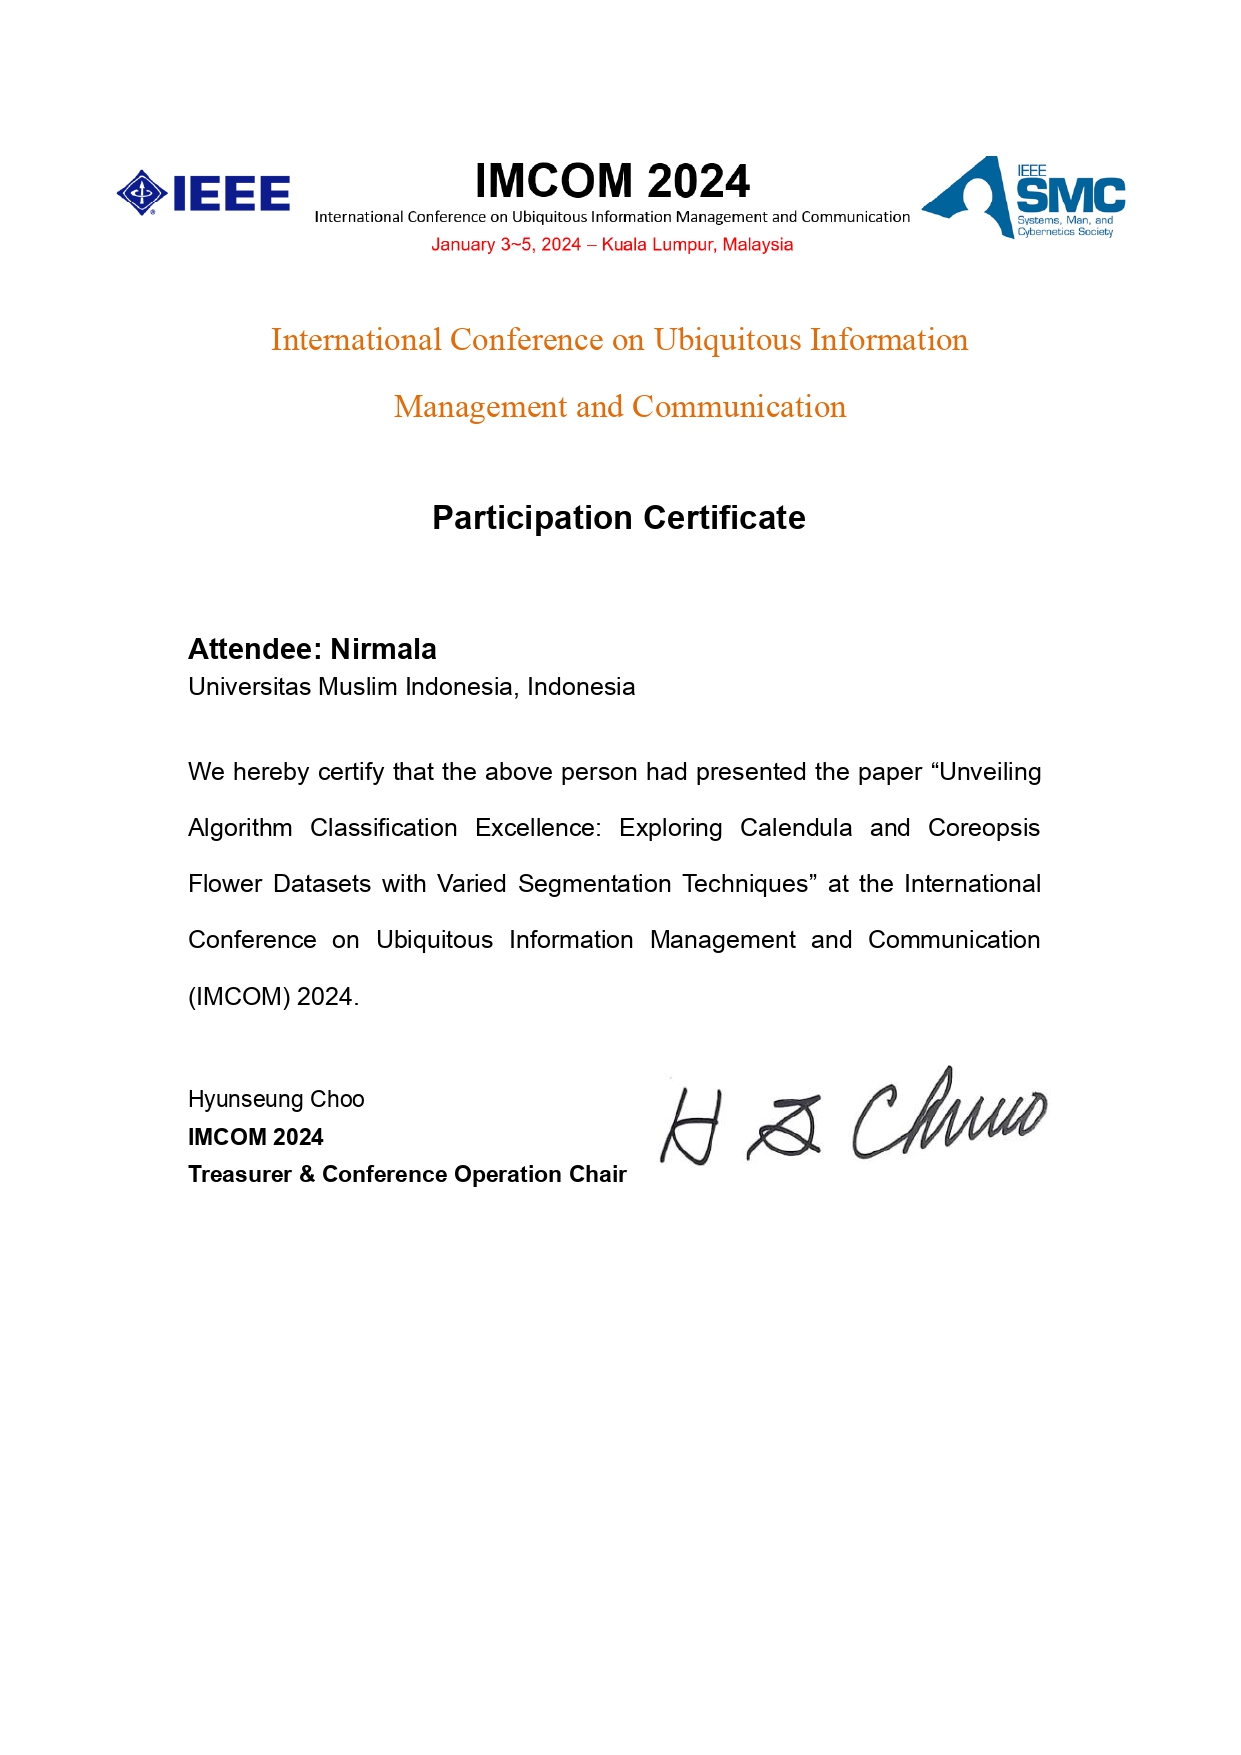 IEEE
IMCOM 2024
International Conference on Ubiquitous Information Management and Communication
January 3~5, 2024 – Kuala Lumpur, Malaysia
IEEE
SMC
Systems, Man, and
Cybernetics Society
International Conference on Ubiquitous Information
Management and Communication
Participation Certificate
Attendee: Nirmala
Universitas Muslim Indonesia, Indonesia
We hereby certify that the above person had presented the paper “Unveiling
Algorithm Classification Excellence: Exploring Calendula and Coreopsis
Flower Datasets with Varied Segmentation Techniques” at the International
Conference on Ubiquitous Information Management and Communication
(IMCOM) 2024.
Hyunseung Choo
IMCOM 2024
Treasurer & Conference Operation Chair